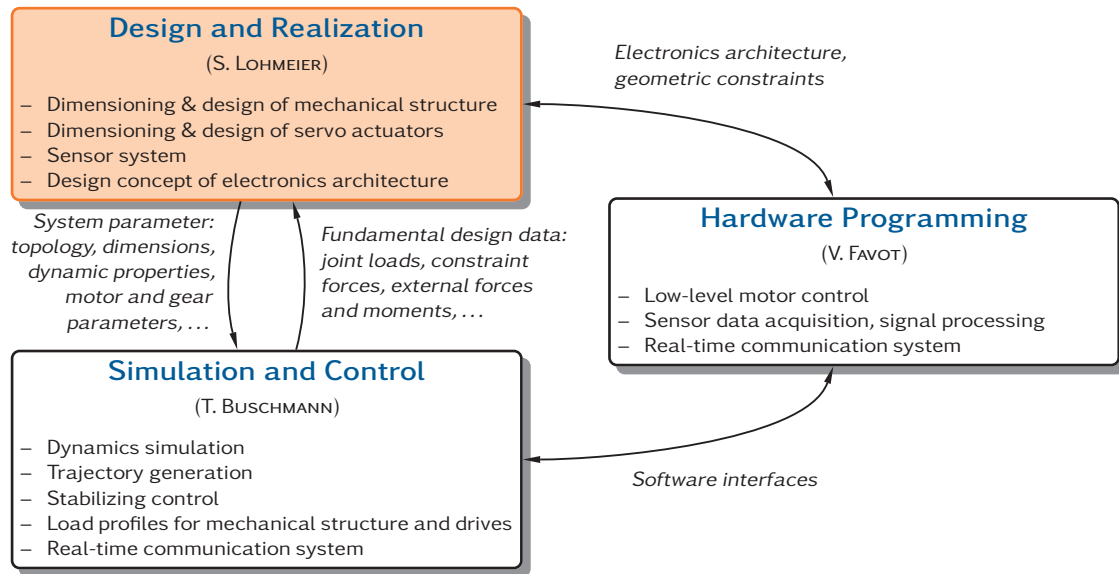 Design and Realization
(S. Lohmeier)
– Dimensioning & design of mechanical structure
– Dimensioning & design of servo actuators
– Sensor system
– Design concept of electronics architecture
Electronics architecture,
geometric constraints
System parameter:
topology, dimensions,
dynamic properties,
motor and gear
parameters, ...
Fundamental design data:
joint loads, constraint
forces, external forces
and moments, ...
Hardware Programming
(V. Favot)
– Low-level motor control
– Sensor data acquisition, signal processing
– Real-time communication system
Simulation and Control
(T. Buschmann)
– Dynamics simulation
– Trajectory generation
– Stabilizing control
– Load profiles for mechanical structure and drives
– Real-time communication system
Software interfaces